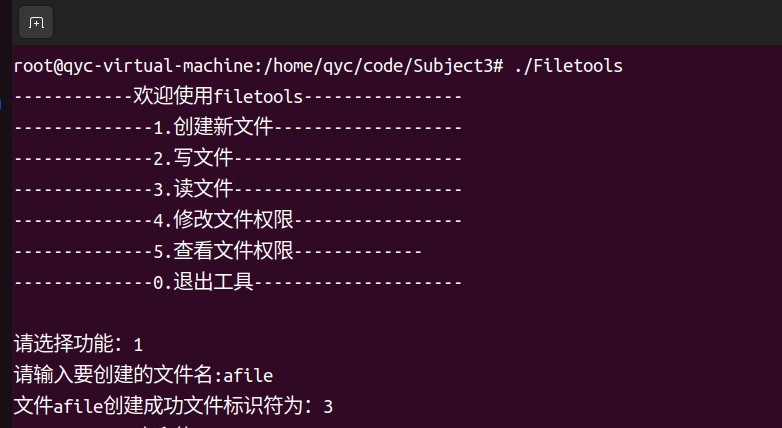 root@qyc-virtual-machine:/home/qyc/code/Subject3# ./Filetools
------------欢迎使用filetools----------------
--------------1.创建新文件-------------------
--------------2.写文件-----------------------
--------------3.读文件-----------------------
--------------4.修改文件权限-----------------
--------------5.查看文件权限-------------
--------------0.退出工具---------------------
请选择功能：1
请输入要创建的文件名:afile
文件afile创建成功文件标识符为：3